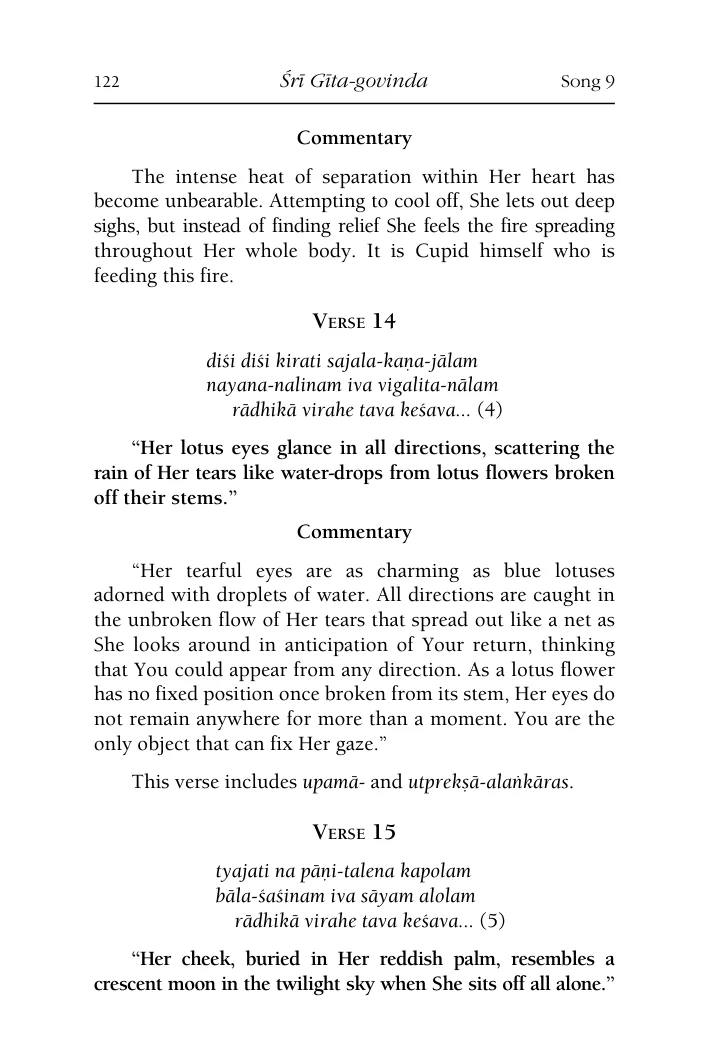 122 Śrī Gīta-govinda Song 9
Commentary
The intense heat of separation within Her heart has
become unbearable. Attempting to cool off, She lets out deep
sighs, but instead of finding relief She feels the fire spreading
throughout Her whole body. It is Cupid himself who is
feeding this fire.
Verse 14
diśi diśi kirati sajala-kaṇa-jālam
nayana-nalinam iva vigalita-nālam
rādhikā virahe tava keśava... (4)
“Her lotus eyes glance in all directions, scattering the
rain of Her tears like water-drops from lotus flowers broken
off their stems.”
Commentary
“Her tearful eyes are as charming as blue lotuses
adorned with droplets of water. All directions are caught in
the unbroken flow of Her tears that spread out like a net as
She looks around in anticipation of Your return, thinking
that You could appear from any direction. As a lotus flower
has no fixed position once broken from its stem, Her eyes do
not remain anywhere for more than a moment. You are the
only object that can fix Her gaze.”
This verse includes upamā- and utprekṣā-alaṅkāras.
Verse 15
tyajati na pāṇi-talena kapolam
bāla-śaśinam iva sāyam alolam
rādhikā virahe tava keśava... (5)
“Her cheek, buried in Her reddish palm, resembles a
crescent moon in the twilight sky when She sits off all alone.”